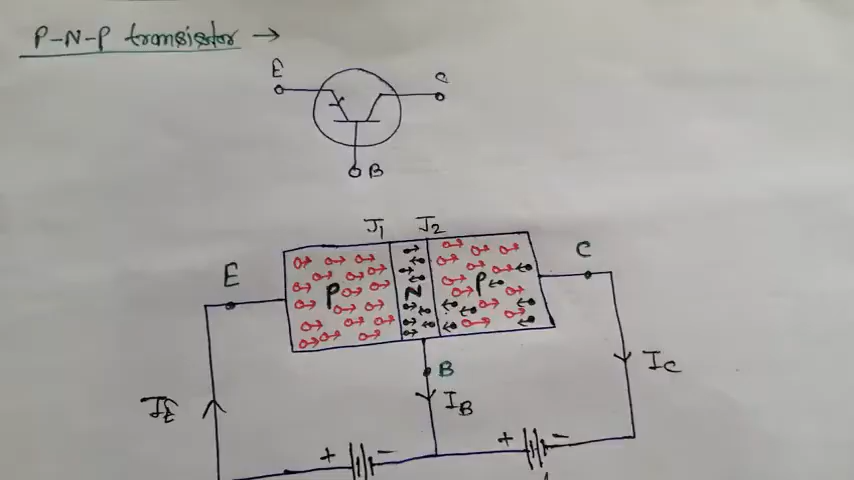 P-N-P transistor →
E
C
B
J1 J2
E
C
P N P
B
IE
IB
IC
+ - + -